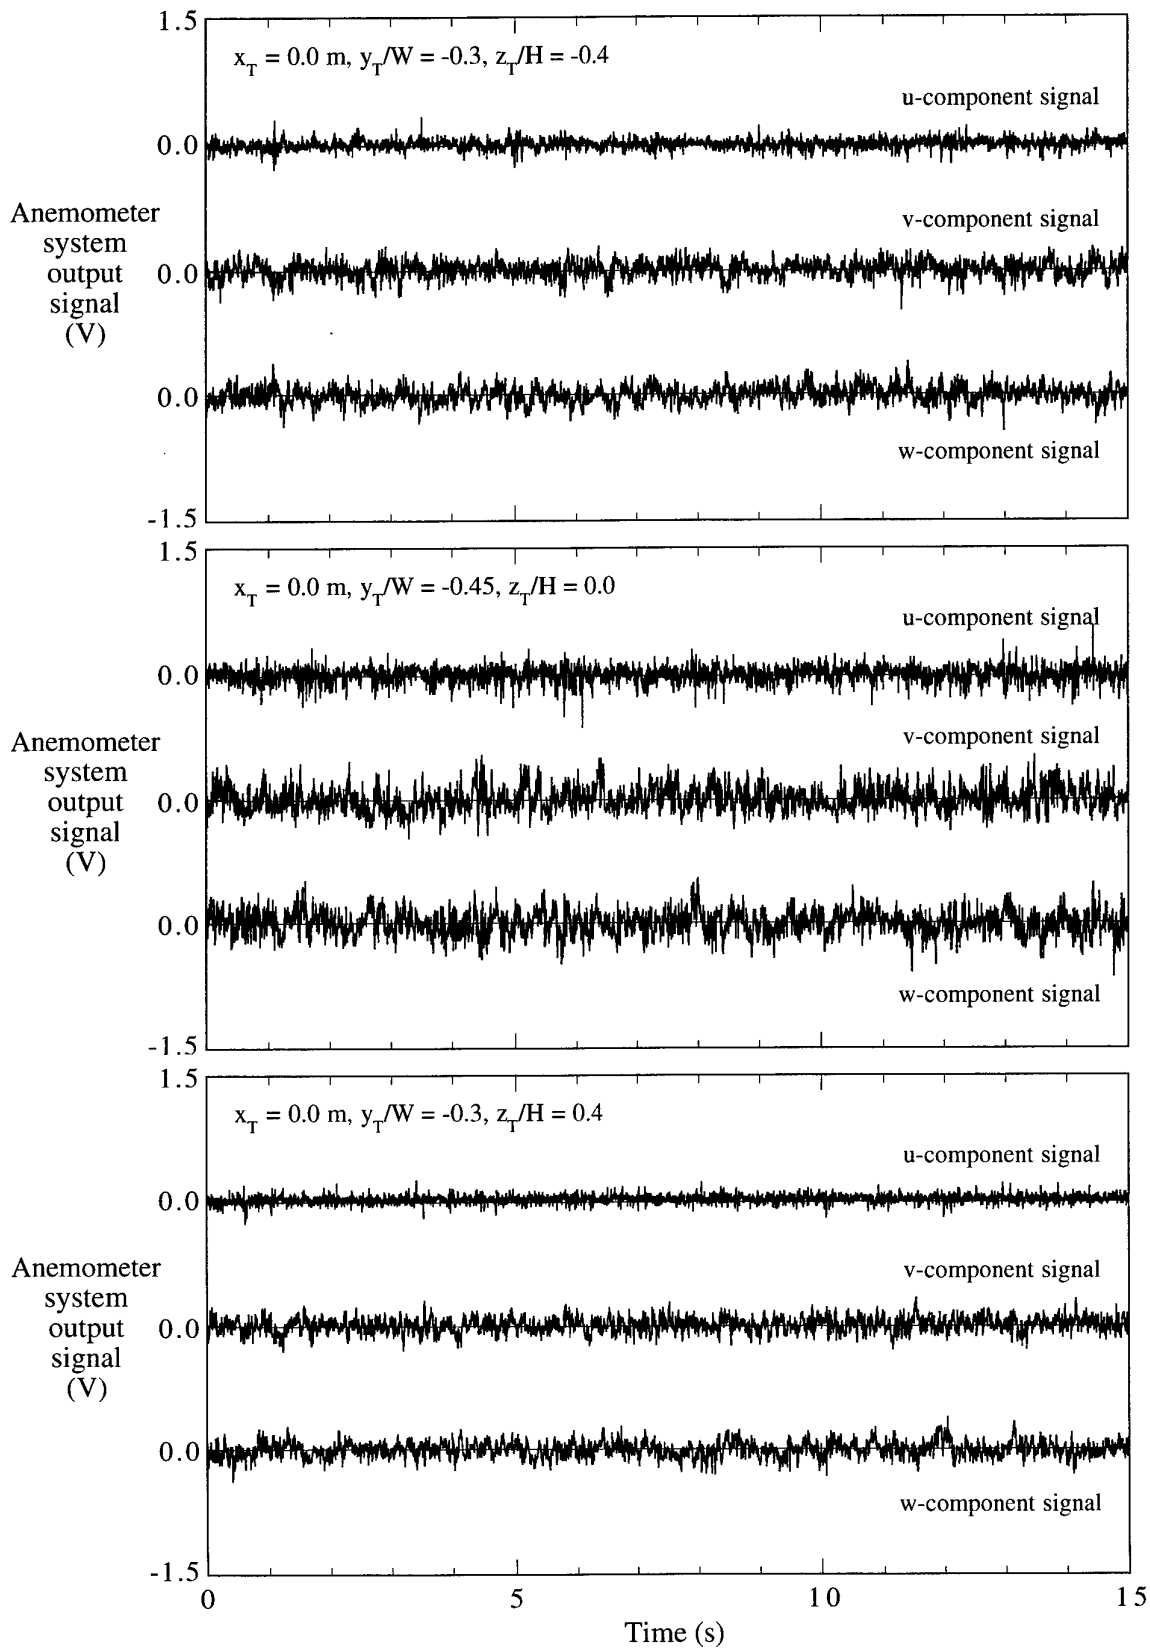 1.5
x_T = 0.0 m, y_T/W = -0.3, z_T/H = -0.4
u-component signal
0.0
Anemometer
system
output
signal
(V)
v-component signal
0.0
0.0
w-component signal
-1.5
1.5
x_T = 0.0 m, y_T/W = -0.45, z_T/H = 0.0
u-component signal
0.0
Anemometer
system
output
signal
(V)
v-component signal
0.0
0.0
w-component signal
-1.5
1.5
x_T = 0.0 m, y_T/W = -0.3, z_T/H = 0.4
u-component signal
0.0
Anemometer
system
output
signal
(V)
v-component signal
0.0
0.0
w-component signal
-1.5
0 5 10 15
Time (s)